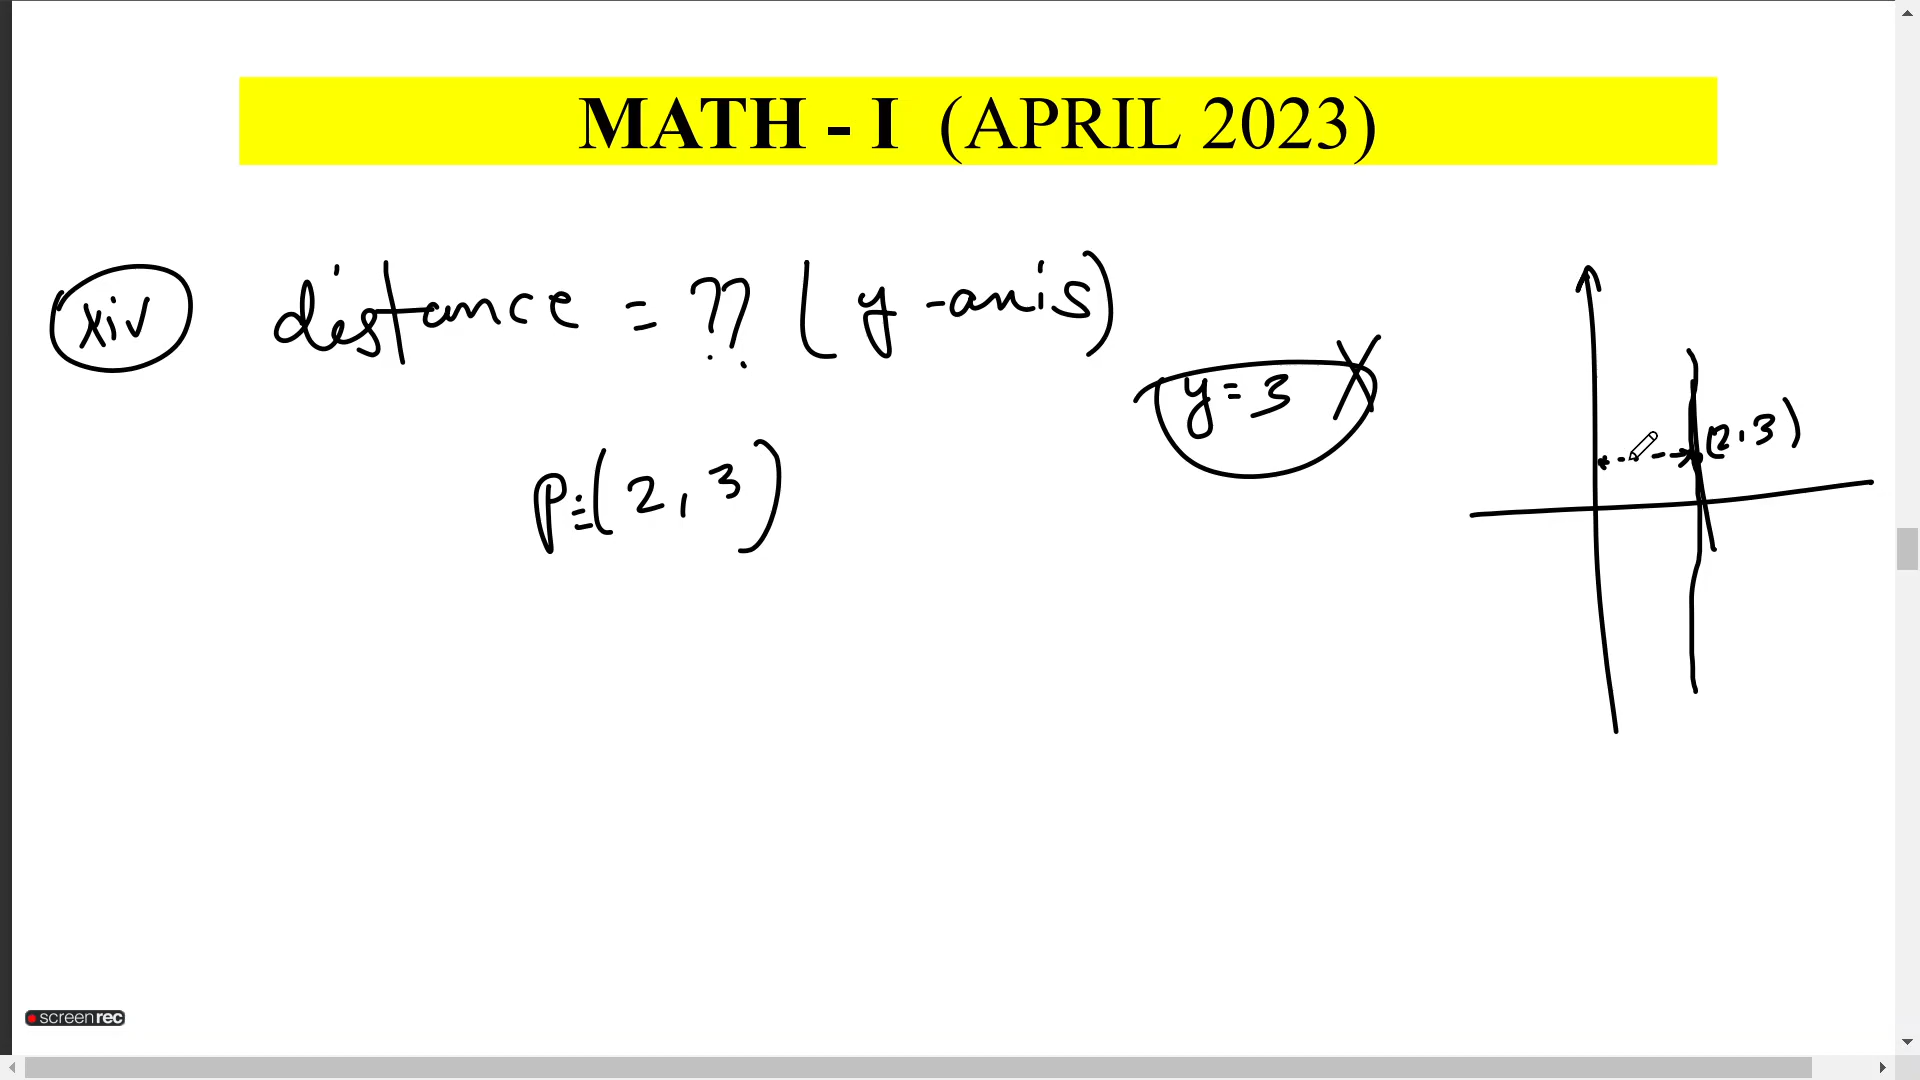 MATH - I (APRIL 2023)
xiv distance = ?? (y-axis)
y = 3 X
(2, 3)
P ≡ (2, 3)
screenrec